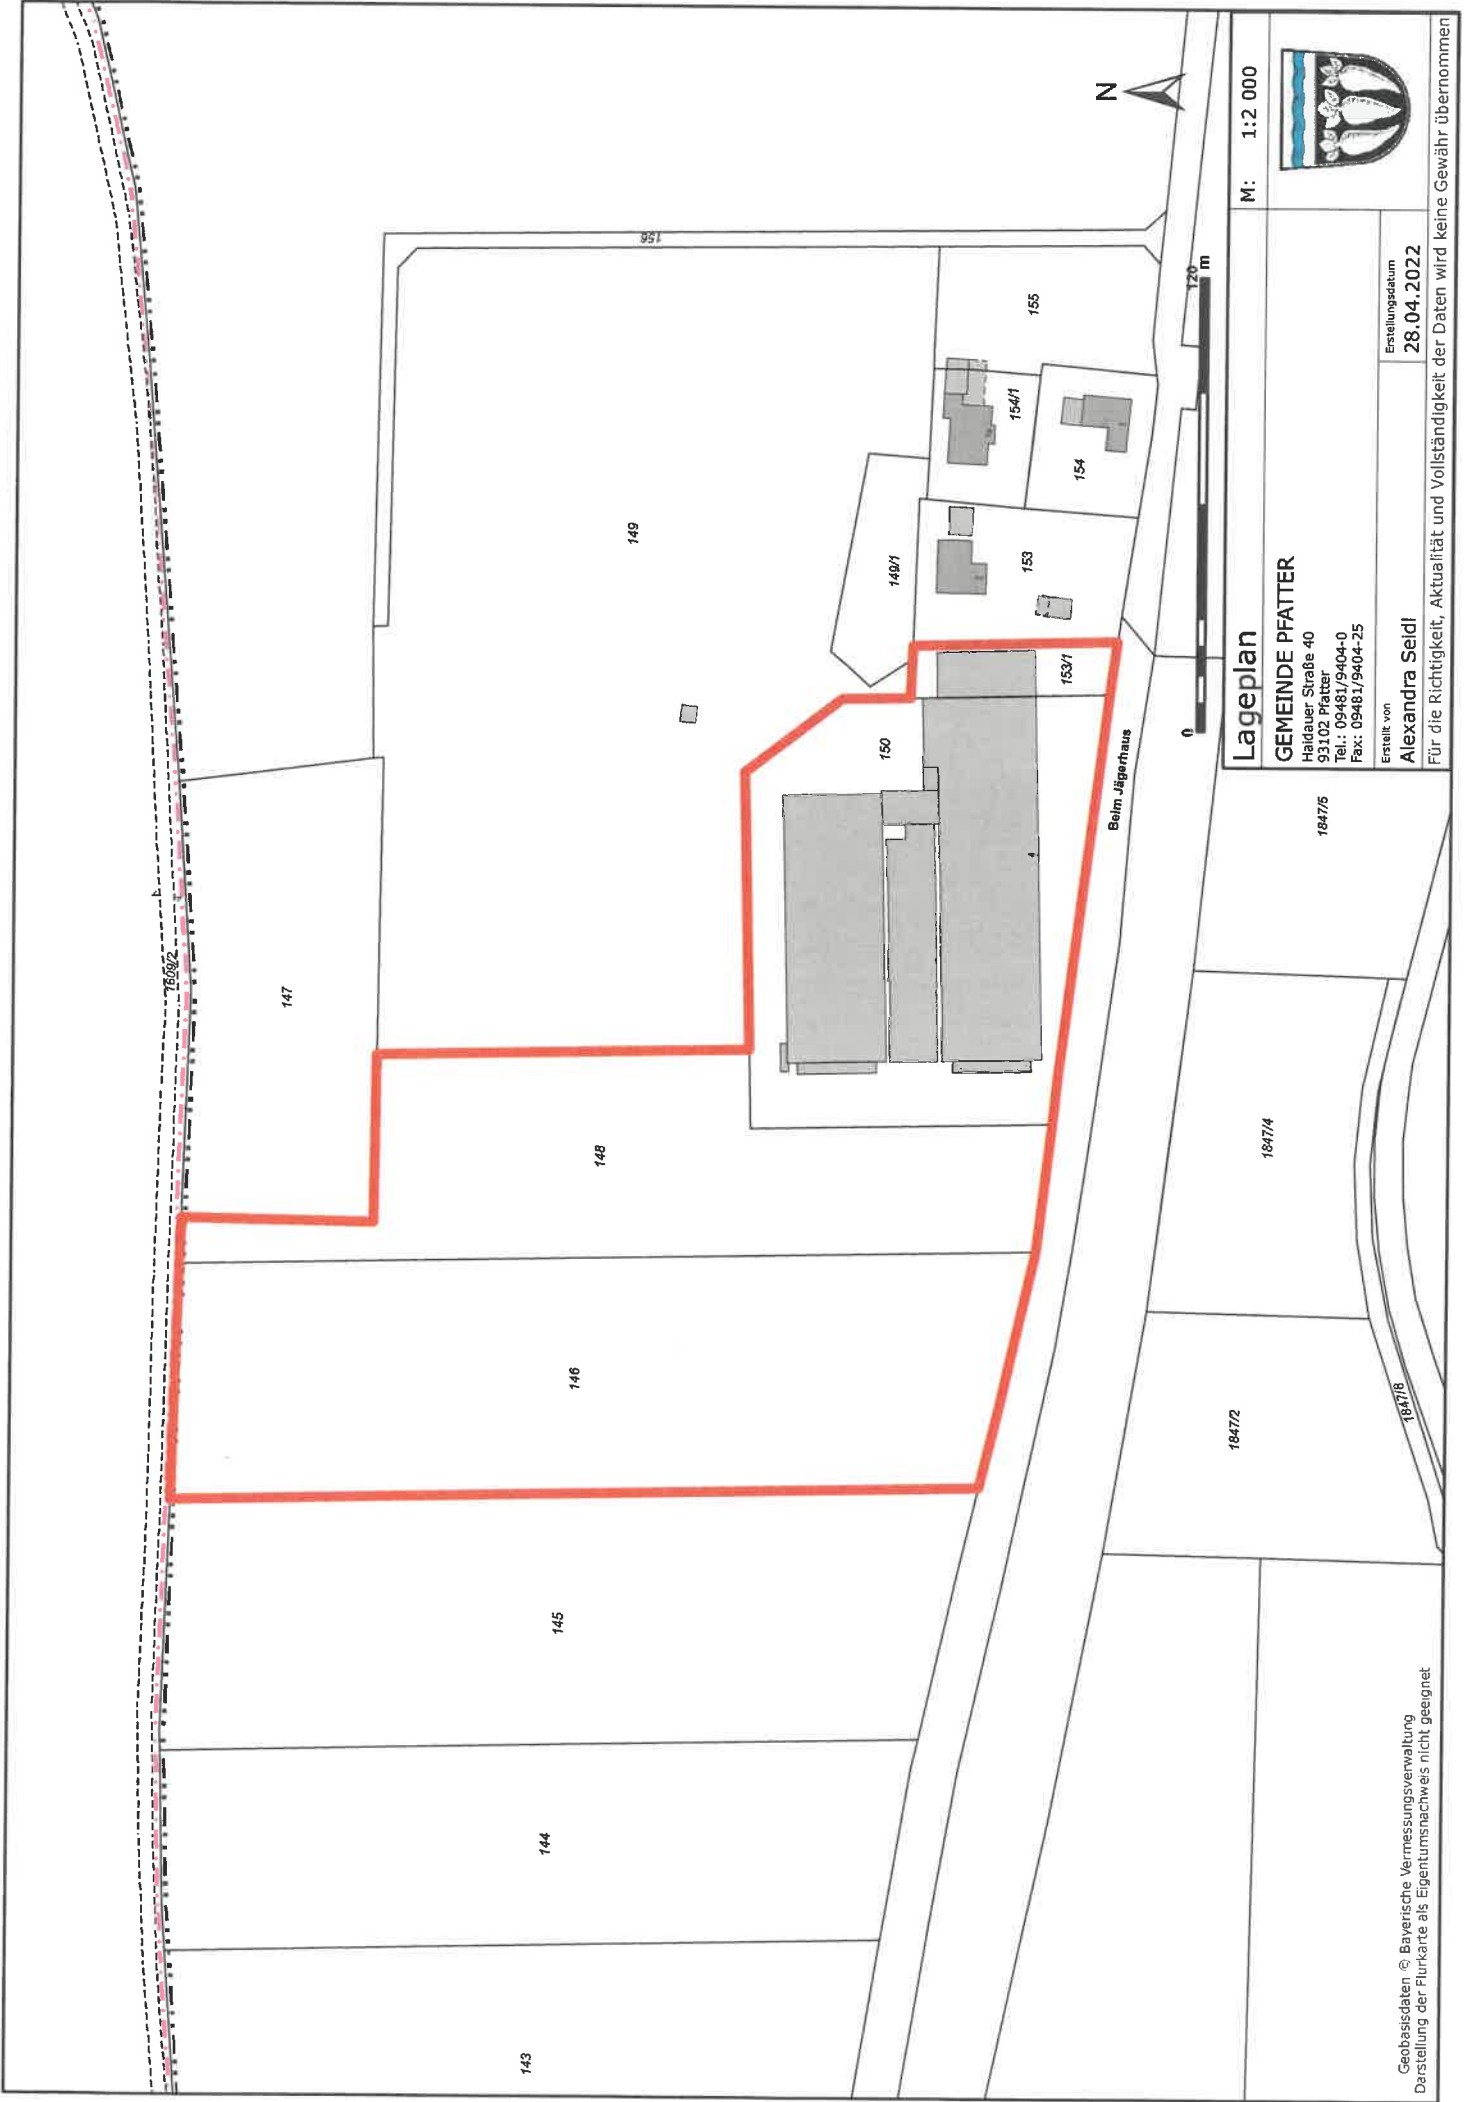 N
1609/2
147
156
149
155
154/1
154
149/1
153
153/1
150
4
148
146
145
144
143
Beim Jägerhaus
1847/5
1847/4
1847/2
1847/8
0
120
m
Lageplan
M: 1:2 000
GEMEINDE PFATTER
Haidauer Straße 40
93102 Pfatter
Tel.: 09481/9404-0
Fax: 09481/9404-25
Erstellt von
Alexandra Seidl
Erstellungsdatum
28.04.2022
Für die Richtigkeit, Aktualität und Vollständigkeit der Daten wird keine Gewähr übernommen
Geobasisdaten © Bayerische Vermessungsverwaltung
Darstellung der Flurkarte als Eigentumsnachweis nicht geeignet